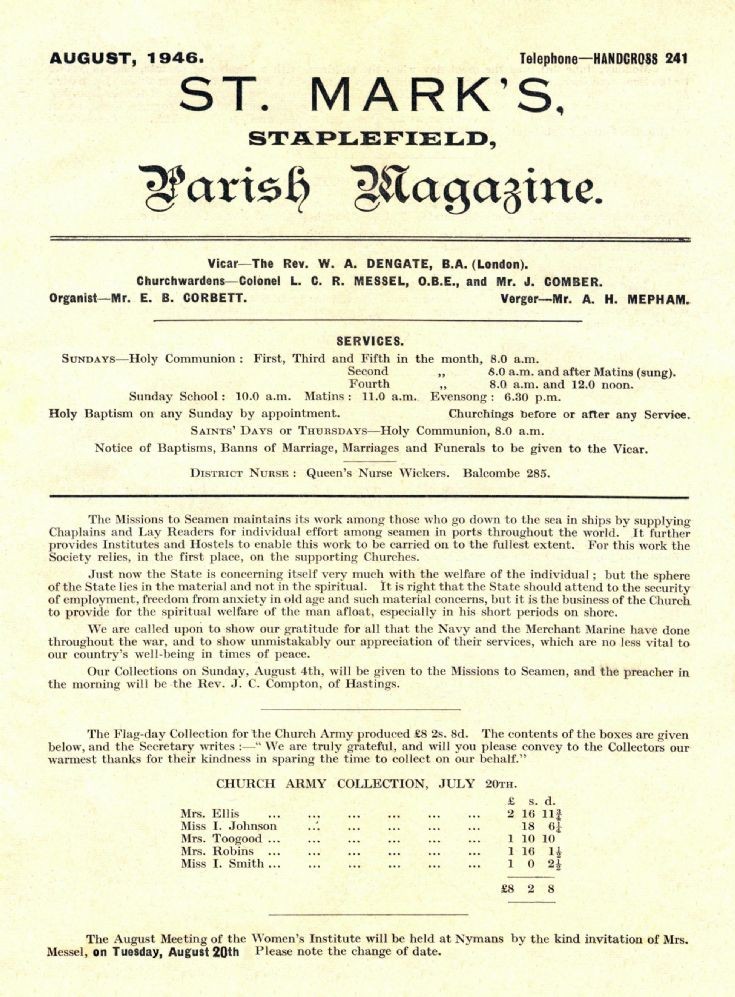 AUGUST, 1946. Telephone—HANDCROSS 241
ST. MARK'S,
STAPLEFIELD,
Parish Magazine.
Vicar—The Rev. W. A. DENGATE, B.A. (London).
Churchwardens—Colonel L. C. R. MESSEL, O.B.E., and Mr. J. COMBER.
Organist—Mr. E. B. CORBETT. Verger—Mr. A. H. MEPHAM.
SERVICES.
SUNDAYS—Holy Communion : First, Third and Fifth in the month, 8.0 a.m.
Second „ 8.0 a.m. and after Matins (sung).
Fourth „ 8.0 a.m. and 12.0 noon.
Sunday School : 10.0 a.m. Matins : 11.0 a.m. Evensong : 6.30 p.m.
Holy Baptism on any Sunday by appointment. Churchings before or after any Service.
SAINTS' DAYS OR THURSDAYS—Holy Communion, 8.0 a.m.
Notice of Baptisms, Banns of Marriage, Marriages and Funerals to be given to the Vicar.
DISTRICT NURSE : Queen's Nurse Wickers. Balcombe 285.
The Missions to Seamen maintains its work among those who go down to the sea in ships by supplying
Chaplains and Lay Readers for individual effort among seamen in ports throughout the world. It further
provides Institutes and Hostels to enable this work to be carried on to the fullest extent. For this work the
Society relies, in the first place, on the supporting Churches.
Just now the State is concerning itself very much with the welfare of the individual ; but the sphere
of the State lies in the material and not in the spiritual. It is right that the State should attend to the security
of employment, freedom from anxiety in old age and such material concerns, but it is the business of the Church
to provide for the spiritual welfare of the man afloat, especially in his short periods on shore.
We are called upon to show our gratitude for all that the Navy and the Merchant Marine have done
throughout the war, and to show unmistakably our appreciation of their services, which are no less vital to
our country's well-being in times of peace.
Our Collections on Sunday, August 4th, will be given to the Missions to Seamen, and the preacher in
the morning will be the Rev. J. C. Compton, of Hastings.
The Flag-day Collection for the Church Army produced £8 2s. 8d. The contents of the boxes are given
below, and the Secretary writes :—" We are truly grateful, and will you please convey to the Collectors our
warmest thanks for their kindness in sparing the time to collect on our behalf."
CHURCH ARMY COLLECTION, JULY 20TH.
£ s. d.
Mrs. Ellis ... ... ... ... ... ... 2 16 11¾
Miss I. Johnson ... ... ... ... ... 18 6¼
Mrs. Toogood ... ... ... ... ... ... 1 10 10
Mrs. Robins ... ... ... ... ... ... 1 16 1½
Miss I. Smith ... ... ... ... ... ... 1 0 2½
£8 2 8
The August Meeting of the Women's Institute will be held at Nymans by the kind invitation of Mrs.
Messel, on Tuesday, August 20th Please note the change of date.